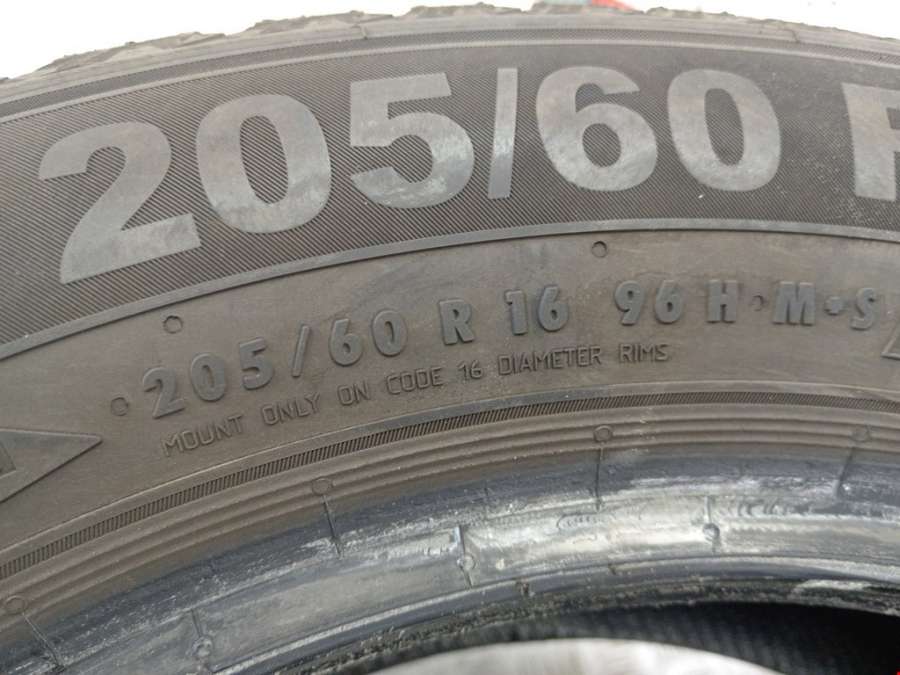 205/60 R
205/60 R 16 96 H M+S
MOUNT ONLY ON CODE 16 DIAMETER RIMS